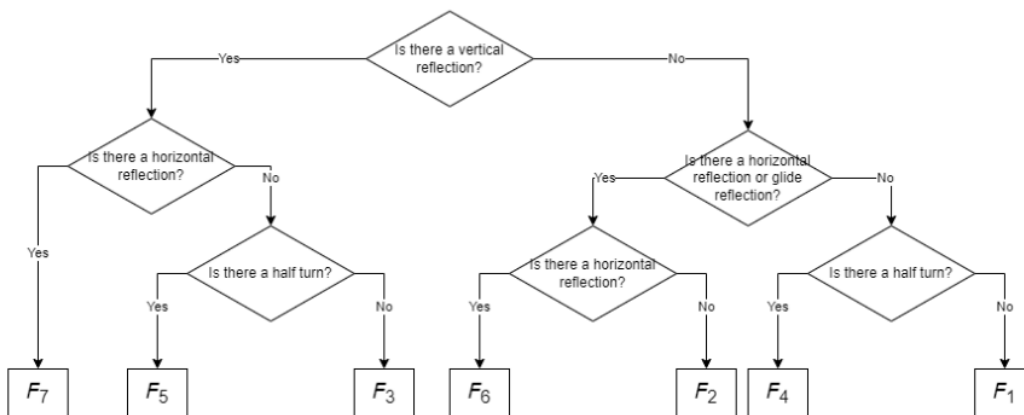 Is there a vertical
reflection?
Yes
No
Is there a horizontal
reflection?
Is there a horizontal
reflection or glide
reflection?
No
Yes
No
Yes
Is there a half turn?
Is there a horizontal
reflection?
Is there a half turn?
Yes
No
Yes
No
Yes
No
F7
F5
F3
F6
F2
F4
F1